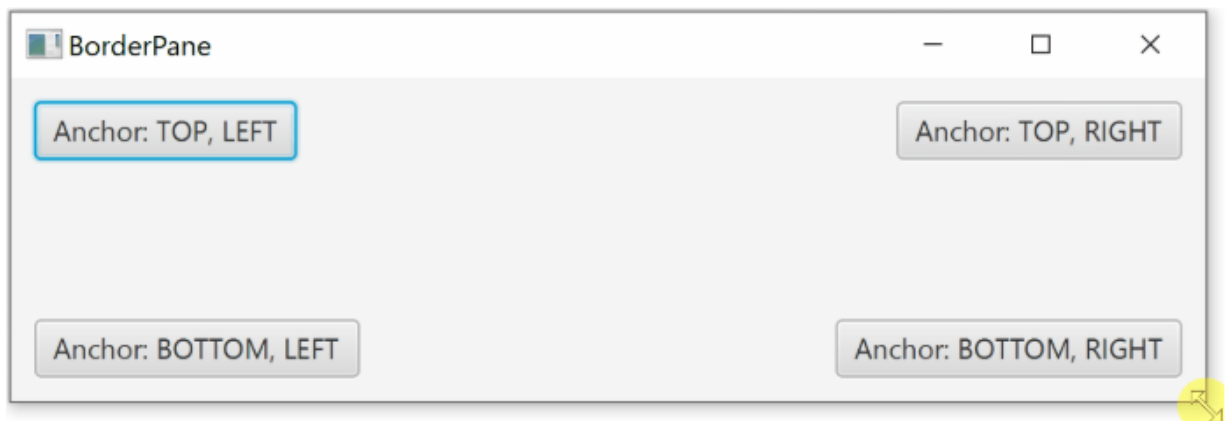 BorderPane
Anchor: TOP, LEFT
Anchor: TOP, RIGHT
Anchor: BOTTOM, LEFT
Anchor: BOTTOM, RIGHT